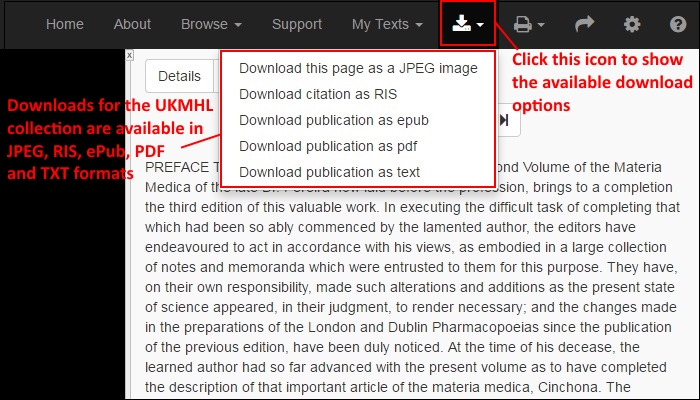 Home About Browse Support My Texts
Click this icon to show
the available download
options
x
Details
Download this page as a JPEG image
Download citation as RIS
Download publication as epub
Download publication as pdf
Download publication as text
Downloads for the UKMHL
collection are available in
JPEG, RIS, ePub, PDF
and TXT formats
PREFACE T ond Volume of the Materia
Medica of the late Dr. Pereira now laid before the profession, brings to a completion
the third edition of this valuable work. In executing the difficult task of completing that
which had been so ably commenced by the lamented author, the editors have
endeavoured to act in accordance with his views, as embodied in a large collection
of notes and memoranda which were entrusted to them for this purpose. They have,
on their own responsibility, made such alterations and additions as the present state
of science appeared, in their judgment, to render necessary; and the changes made
in the preparations of the London and Dublin Pharmacopoeias since the publication
of the previous edition, have been duly noticed. At the time of his decease, the
learned author had so far advanced with the present volume as to have completed
the description of that important article of the materia medica, Cinchona. The